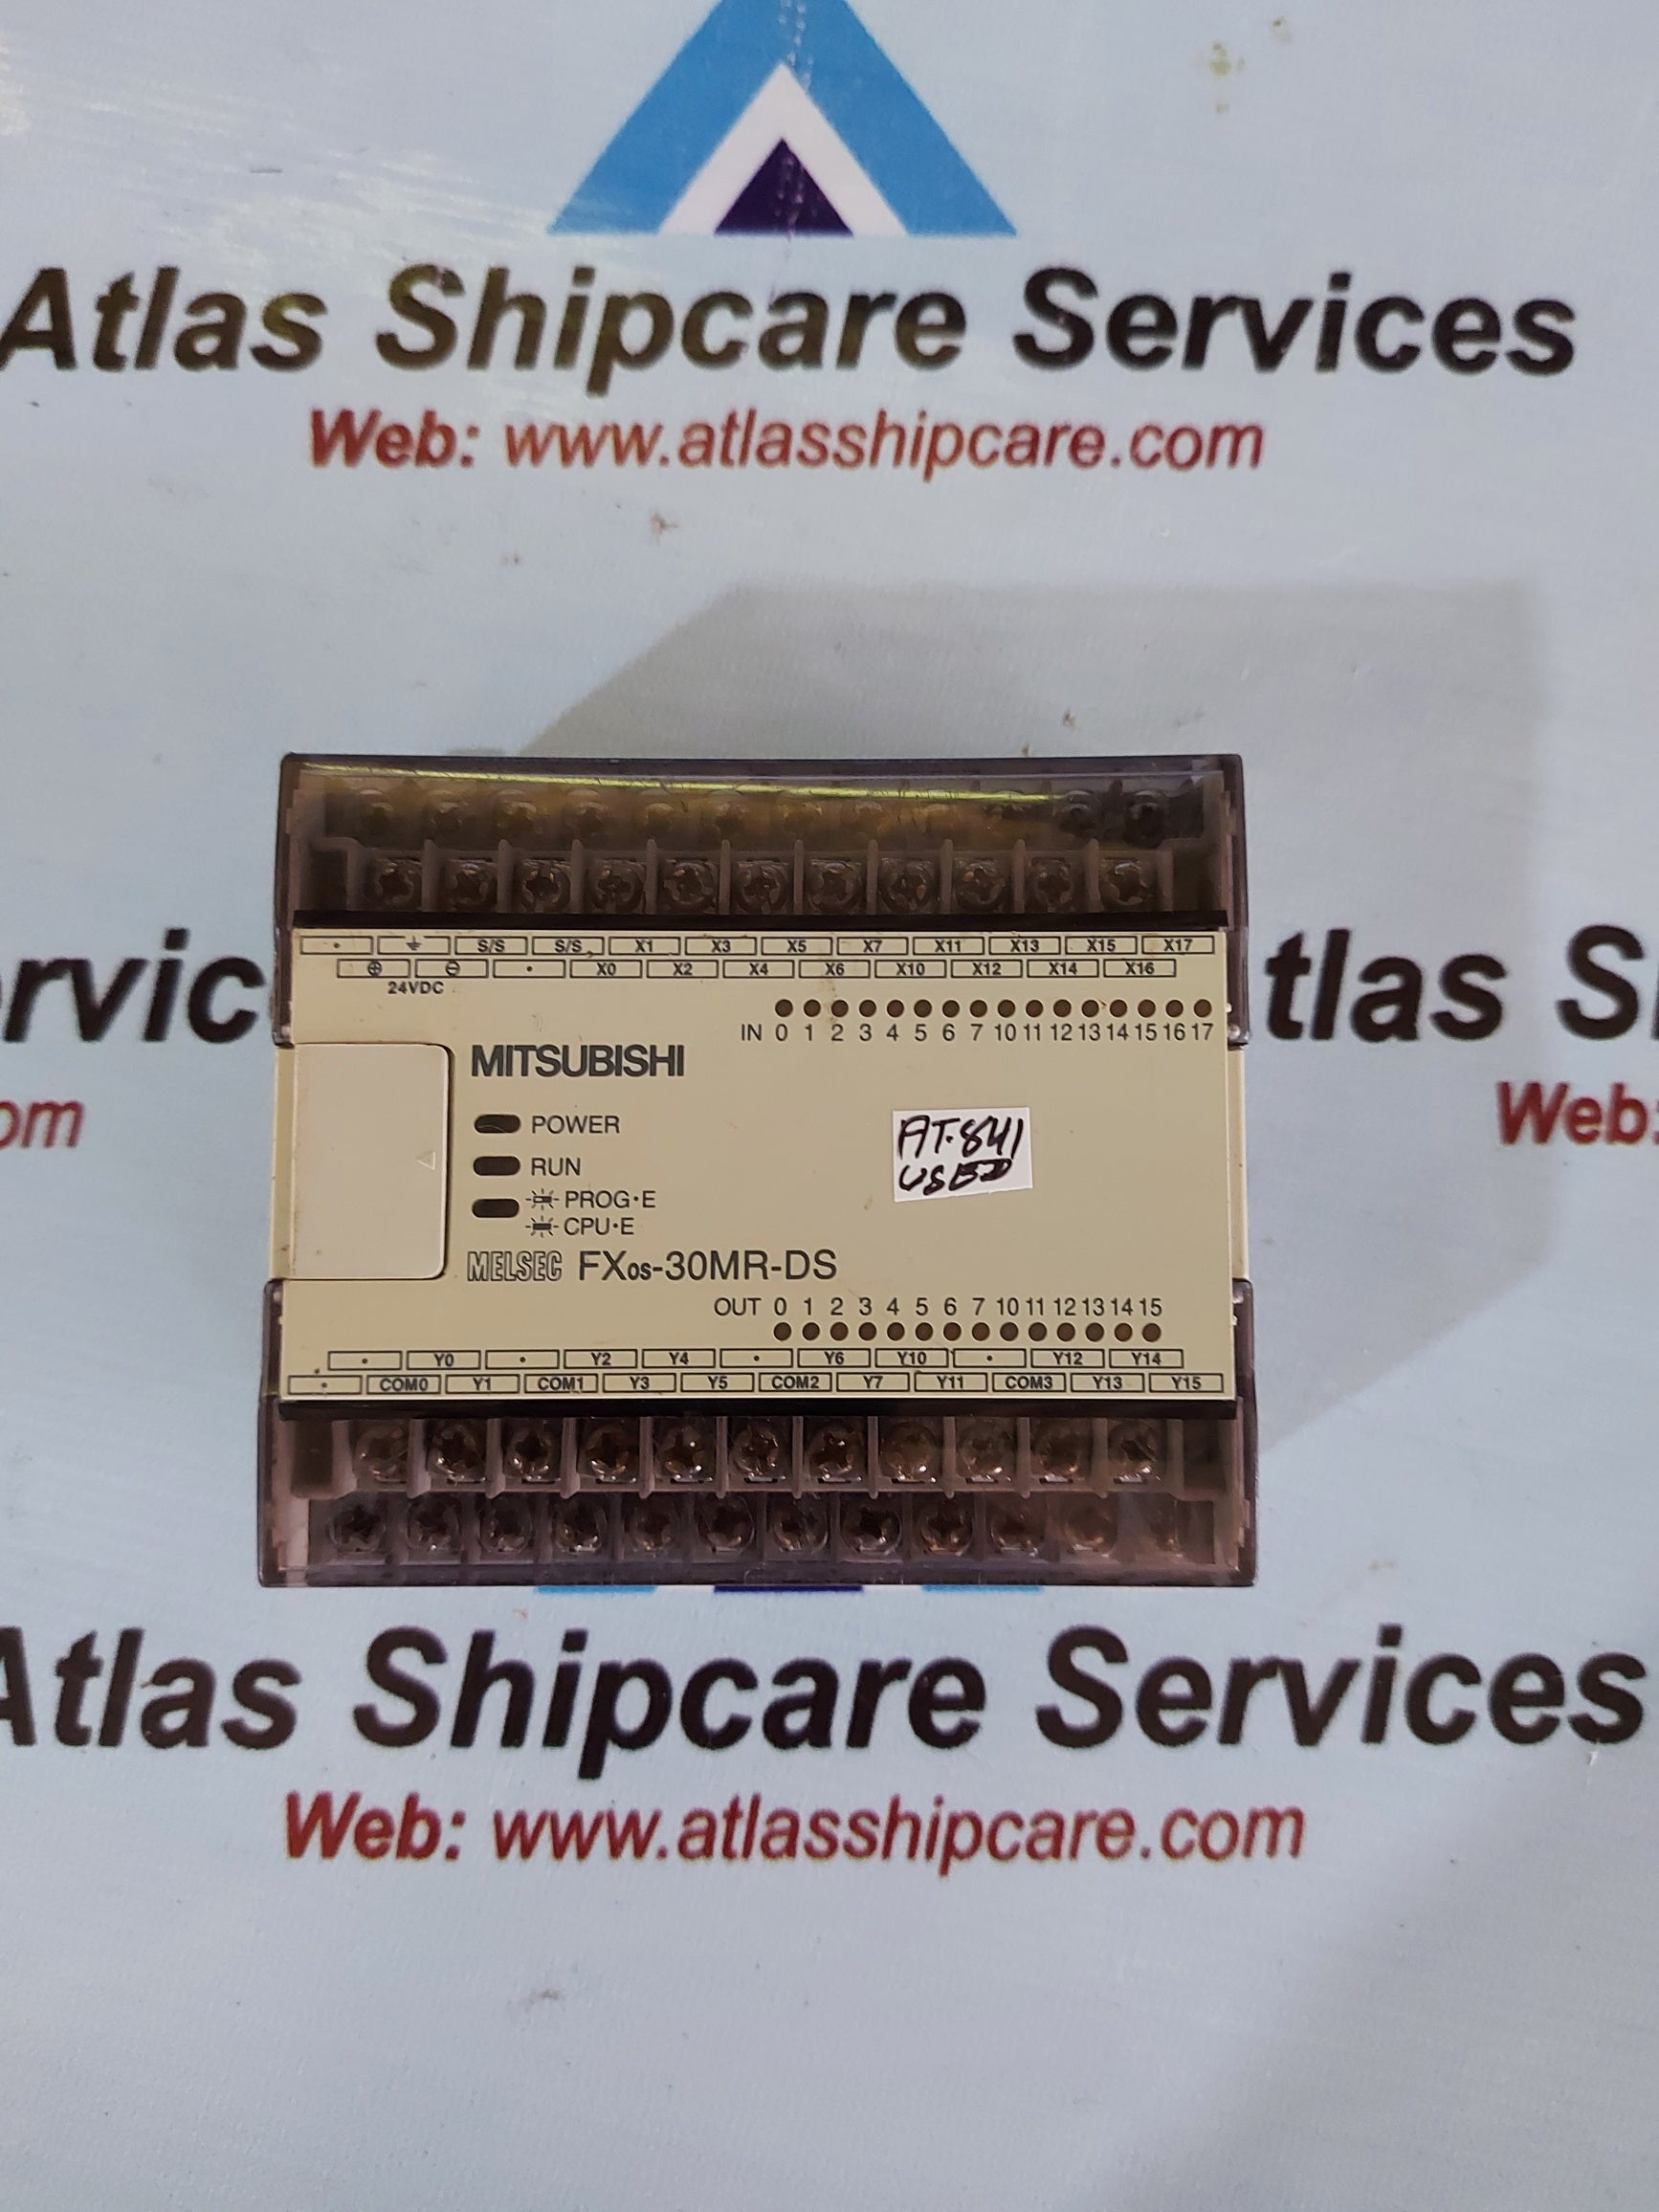 Atlas Shipcare Services
Web: www.atlasshipcare.com
ervic
tlas S
om
Web:
· ⏚ S/S S/S X1 X3 X5 X7 X11 X13 X15 X17
⊕ ⊖ · X0 X2 X4 X6 X10 X12 X14 X16
24VDC
IN 0 1 2 3 4 5 6 7 10 11 12 13 14 15 16 17
MITSUBISHI
POWER
RUN
PROG·E
CPU·E
AT-841
USED
MELSEC FX0S-30MR-DS
OUT 0 1 2 3 4 5 6 7 10 11 12 13 14 15
· Y0 · Y2 Y4 · Y6 Y10 · Y12 Y14
· COM0 Y1 COM1 Y3 Y5 COM2 Y7 Y11 COM3 Y13 Y15
Atlas Shipcare Services
Web: www.atlasshipcare.com